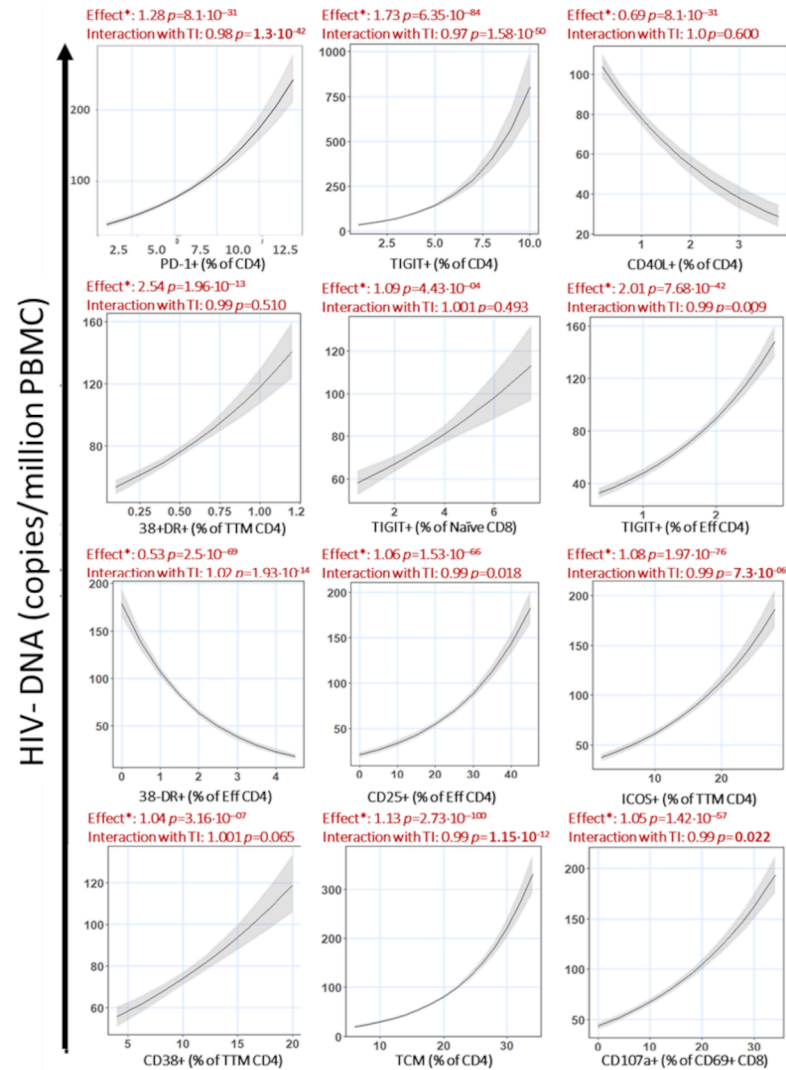 HIV- DNA (copies/million PBMC)
Effect*: 1.28 p=8.1·10⁻³¹
Interaction with TI: 0.98 p=1.3·10⁻⁴²
200
100
2.5 5.0 7.5 10.0 12.5
PD-1+ (% of CD4)
Effect*: 1.73 p=6.35·10⁻⁸⁴
Interaction with TI: 0.97 p=1.58·10⁻⁵⁰
1000
750
500
250
0
2.5 5.0 7.5 10.0
TIGIT+ (% of CD4)
Effect*: 0.69 p=8.1·10⁻³¹
Interaction with TI: 1.0 p=0.600
100
80
60
40
20
1 2 3
CD40L+ (% of CD4)
Effect*: 2.54 p=1.96·10⁻¹³
Interaction with TI: 0.99 p=0.510
160
120
80
0.25 0.50 0.75 1.00 1.2
38+DR+ (% of TTM CD4)
Effect*: 1.09 p=4.43·10⁻⁰⁴
Interaction with TI: 1.001 p=0.493
120
100
80
60
2 4 6
TIGIT+ (% of Naïve CD8)
Effect*: 2.01 p=7.68·10⁻⁴²
Interaction with TI: 0.99 p=0.009
160
120
80
40
1 2
TIGIT+ (% of Eff CD4)
Effect*: 0.53 p=2.5·10⁻⁶⁹
Interaction with TI: 1.02 p=1.93·10⁻¹⁴
200
150
100
50
0 1 2 3 4
38-DR+ (% of Eff CD4)
Effect*: 1.06 p=1.53·10⁻⁶⁶
Interaction with TI: 0.99 p=0.018
200
150
100
50
0 10 20 30 40
CD25+ (% of Eff CD4)
Effect*: 1.08 p=1.97·10⁻⁷⁶
Interaction with TI: 0.99 p=7.3·10⁻⁰⁶
200
150
100
50
10 20
ICOS+ (% of TTM CD4)
Effect*: 1.04 p=3.16·10⁻⁰⁷
Interaction with TI: 1.001 p=0.065
120
100
80
60
5 10 15 20
CD38+ (% of TTM CD4)
Effect*: 1.13 p=2.73·10⁻¹⁰⁰
Interaction with TI: 0.99 p=1.15·10⁻¹²
300
200
100
0
10 20 30
TCM (% of CD4)
Effect*: 1.05 p=1.42·10⁻⁵⁷
Interaction with TI: 0.99 p=0.022
200
150
100
50
0 10 20 30
CD107a+ (% of CD69+ CD8)